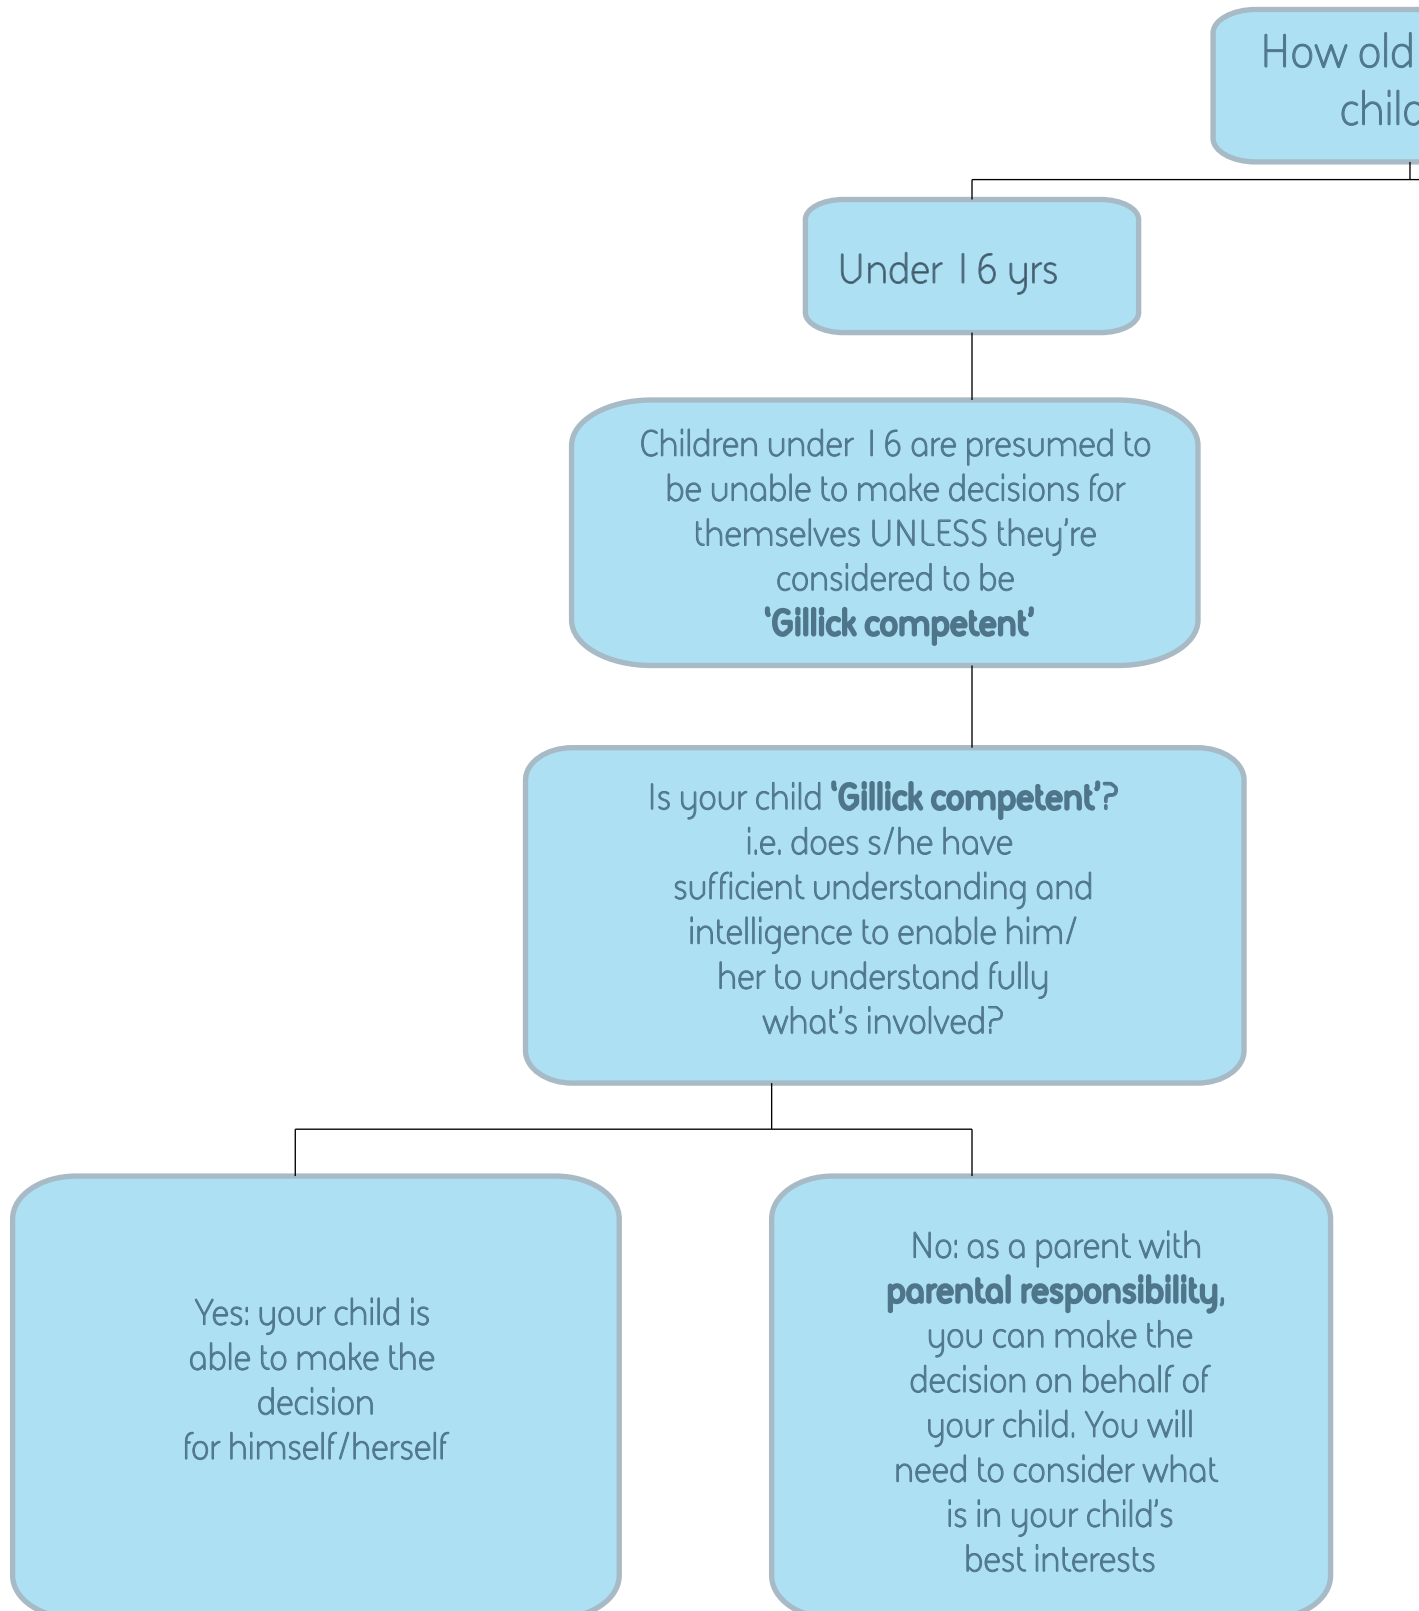 How old
Under 16 yrs
Children under 16 are presumed to
be unable to make decisions for
themselves UNLESS they're
considered to be
‘Gillick competent’
Is your child ‘Gillick competent’?
i.e. does s/he have
sufficient understanding and
intelligence to enable him/
her to understand fully
what's involved?
Yes: your child is
able to make the
decision
for himself/herself
No: as a parent with
parental responsibility,
you can make the
decision on behalf of
your child. You will
need to consider what
is in your child's
best interests